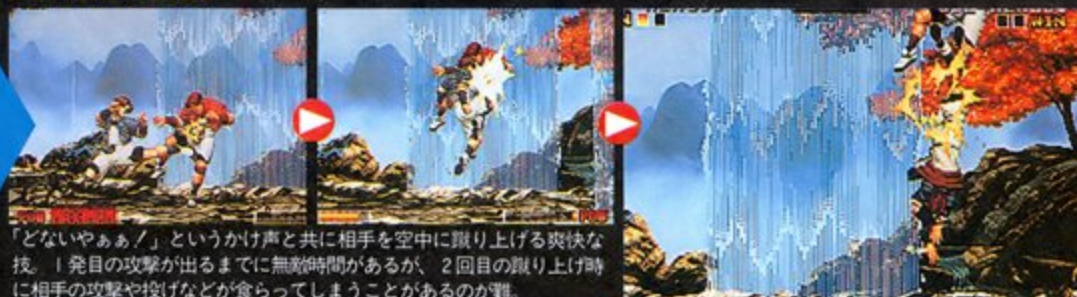 WIN
POW MAXIMUM
POW
「どないやぁぁ！」というかけ声と共に相手を空中に蹴り上げる爽快な
技。1発目の攻撃が出るまでに無敵時間があるが、2回目の蹴り上げ時
に相手の攻撃や投げなどが食らってしまうことがあるのが難。